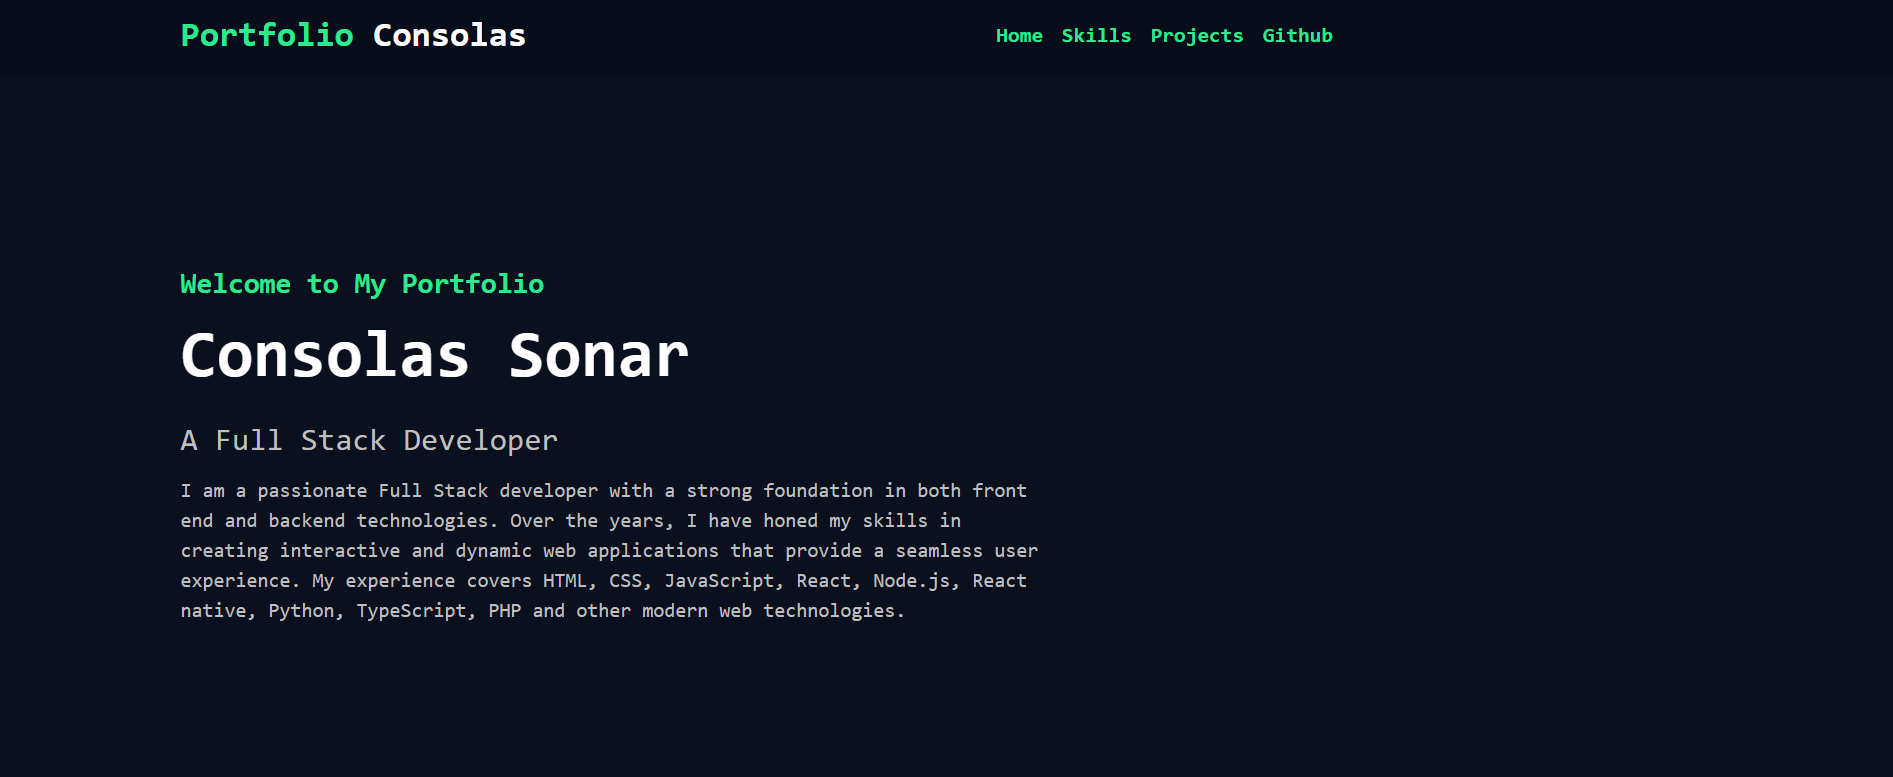 Portfolio Consolas
Home Skills Projects Github
Welcome to My Portfolio
Consolas Sonar
A Full Stack Developer
I am a passionate Full Stack developer with a strong foundation in both front
end and backend technologies. Over the years, I have honed my skills in
creating interactive and dynamic web applications that provide a seamless user
experience. My experience covers HTML, CSS, JavaScript, React, Node.js, React
native, Python, TypeScript, PHP and other modern web technologies.